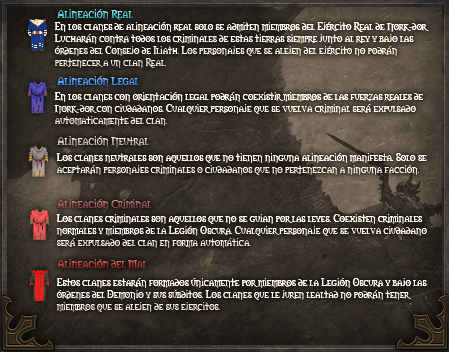 Alineación Real
En los clanes de alineación real solo se admiten miembros del Ejército Real de Nork-dor.
Lucharán contra todos los criminales de estas tierras siempre junto al rey y bajo las
órdenes del Consejo de Iliath. Los personajes que se alejen del ejército no podrán
pertenecer a un clan Real.
Alineación Legal
En los clanes con orientación legal podrán coexistir miembros de las fuerzas reales de
Nork-dor con ciudadanos. Cualquier personaje que se vuelva criminal será expulsado
automaticamente del clan.
Alineación Neutral
Los clanes neutrales son aquellos que no tienen ninguna alineación manifesta. Solo se
aceptarán personajes criminales o ciudadanos que no pertenezcan a ninguna facción.
Alineación Criminal
Los clanes criminales son aquellos que no se guian por las leyes. Coexisten criminales
normales y miembros de la Legión Oscura. Cualquier personaje que se vuelva ciudadano
será expulsado del clan en forma automática.
Alineación del Mal
Estos clanes estarán formados únicamente por miembros de la Legión Oscura y bajo las
órdenes del Demonio y sus súbditos. Los clanes que le juren lealtad no podrán tener
miembros que se alejen de sus ejercitos.